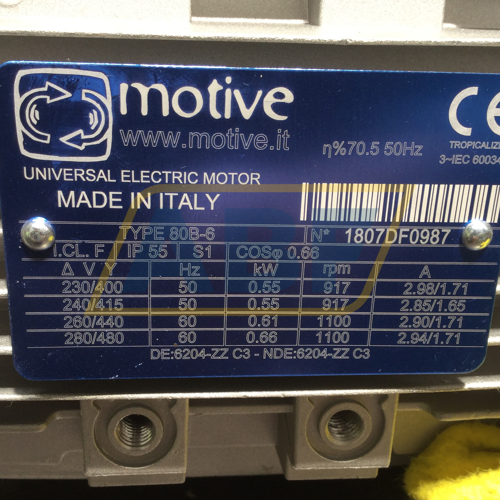 motive
www.motive.it
CE
η%70.5 50Hz
TROPICALIZ
3~IEC 60034
UNIVERSAL ELECTRIC MOTOR
MADE IN ITALY
TYPE 80B-6 N* 1807DF0987
I.CL. F IP 55 S1 COSφ 0.66
Δ V Y Hz kW rpm A
230/400 50 0.55 917 2.98/1.71
240/415 50 0.55 917 2.85/1.65
260/440 60 0.61 1100 2.90/1.71
280/480 60 0.66 1100 2.94/1.71
DE:6204-ZZ C3 - NDE:6204-ZZ C3